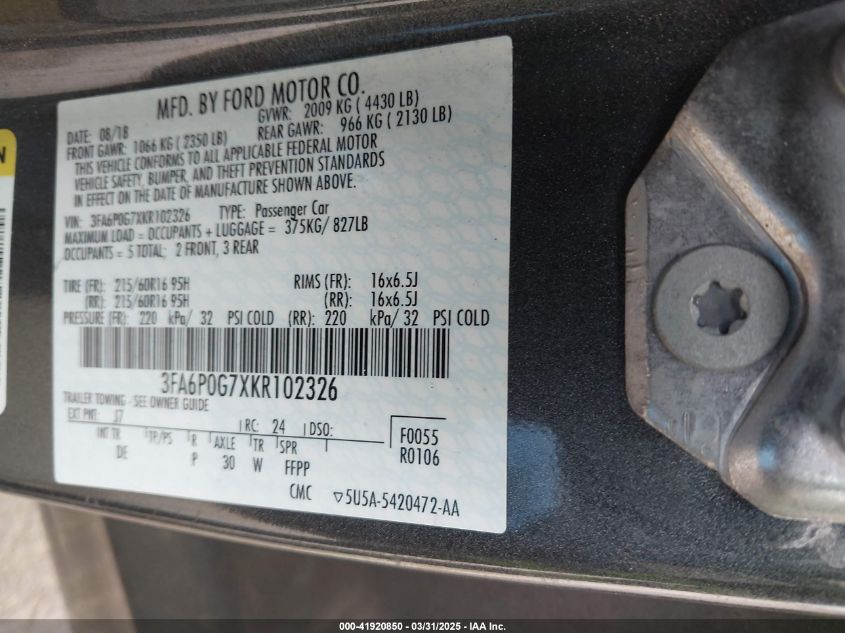 MFD. BY FORD MOTOR CO.
DATE: 08/18 GVWR: 2009 KG ( 4430 LB)
FRONT GAWR: 1066 KG ( 2350 LB) REAR GAWR: 966 KG ( 2130 LB)
THIS VEHICLE CONFORMS TO ALL APPLICABLE FEDERAL MOTOR
VEHICLE SAFETY, BUMPER, AND THEFT PREVENTION STANDARDS
IN EFFECT ON THE DATE OF MANUFACTURE SHOWN ABOVE.
VIN: 3FA6P0G7XKR102326 TYPE: Passenger Car
MAXIMUM LOAD = OCCUPANTS + LUGGAGE = 375KG/ 827LB
OCCUPANTS = 5 TOTAL; 2 FRONT, 3 REAR
TIRE (FR): 215/60R16 95H RIMS (FR): 16x6.5J
(RR): 215/60R16 95H (RR): 16x6.5J
PRESSURE (FR): 220 kPa/ 32 PSI COLD (RR): 220 kPa/ 32 PSI COLD
3FA6P0G7XKR102326
TRAILER TOWING - SEE OWNER GUIDE
EXT PNT: J7 RC: 24 DSO: F0055
INT TR TP/PS R AXLE TR SPR R0106
DE P 30 W FFPP
CMC ▽5U5A-5420472-AA
N
000-41920850 — 03/31/2025 — IAA Inc.